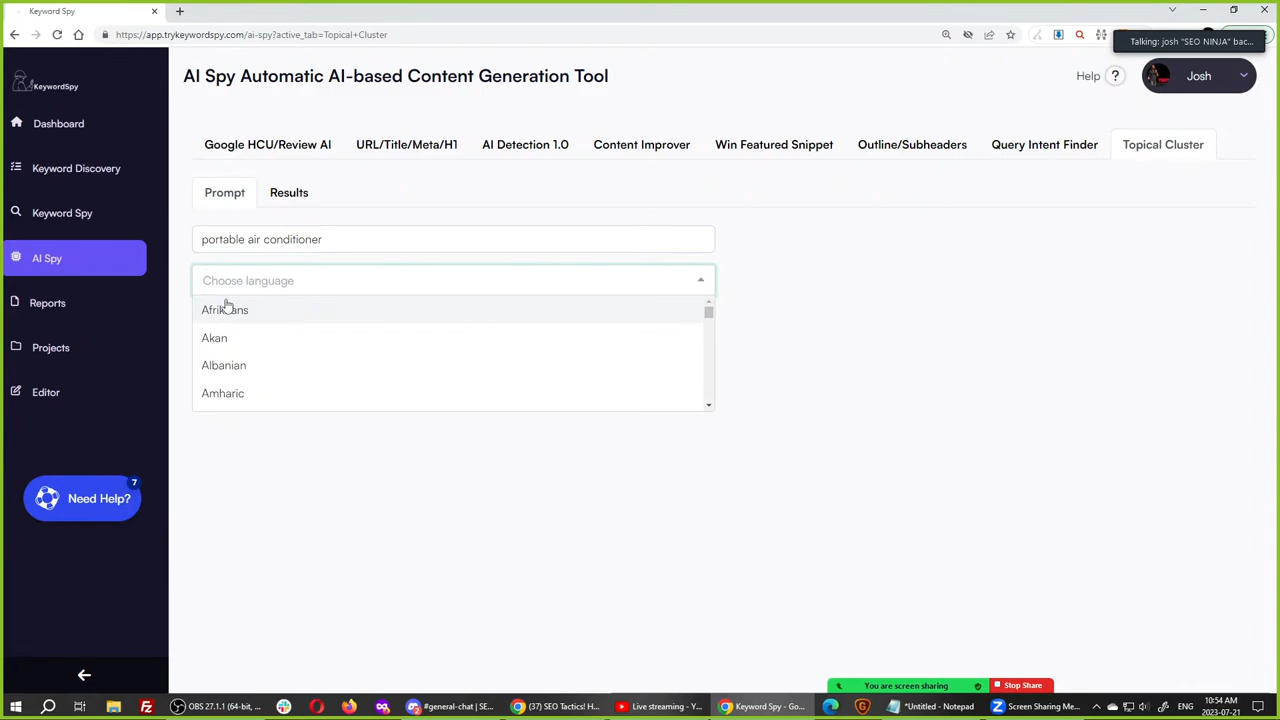 Keyword Spy
https://app.trykeywordspy.com/ai-spy?active_tab=Topical+Cluster
Talking: josh "SEO NINJA" bac...
KeywordSpy
AI Spy Automatic AI-based Content Generation Tool
Help ?
Josh
Dashboard
Keyword Discovery
Keyword Spy
AI Spy
Reports
Projects
Editor
Google HCU/Review AI
URL/Title/Meta/H1
AI Detection 1.0
Content Improver
Win Featured Snippet
Outline/Subheaders
Query Intent Finder
Topical Cluster
Prompt
Results
portable air conditioner
Choose language
Afrikaans
Akan
Albanian
Amharic
7
Need Help?
You are screen sharing
Stop Share
OBS 27.1.1 (64-bit, ...
#general-chat | SE...
(37) SEO Tactics! H...
Live streaming - Y...
Keyword Spy - Go...
*Untitled - Notepad
Screen Sharing Me...
10:54 AM
2023-07-21